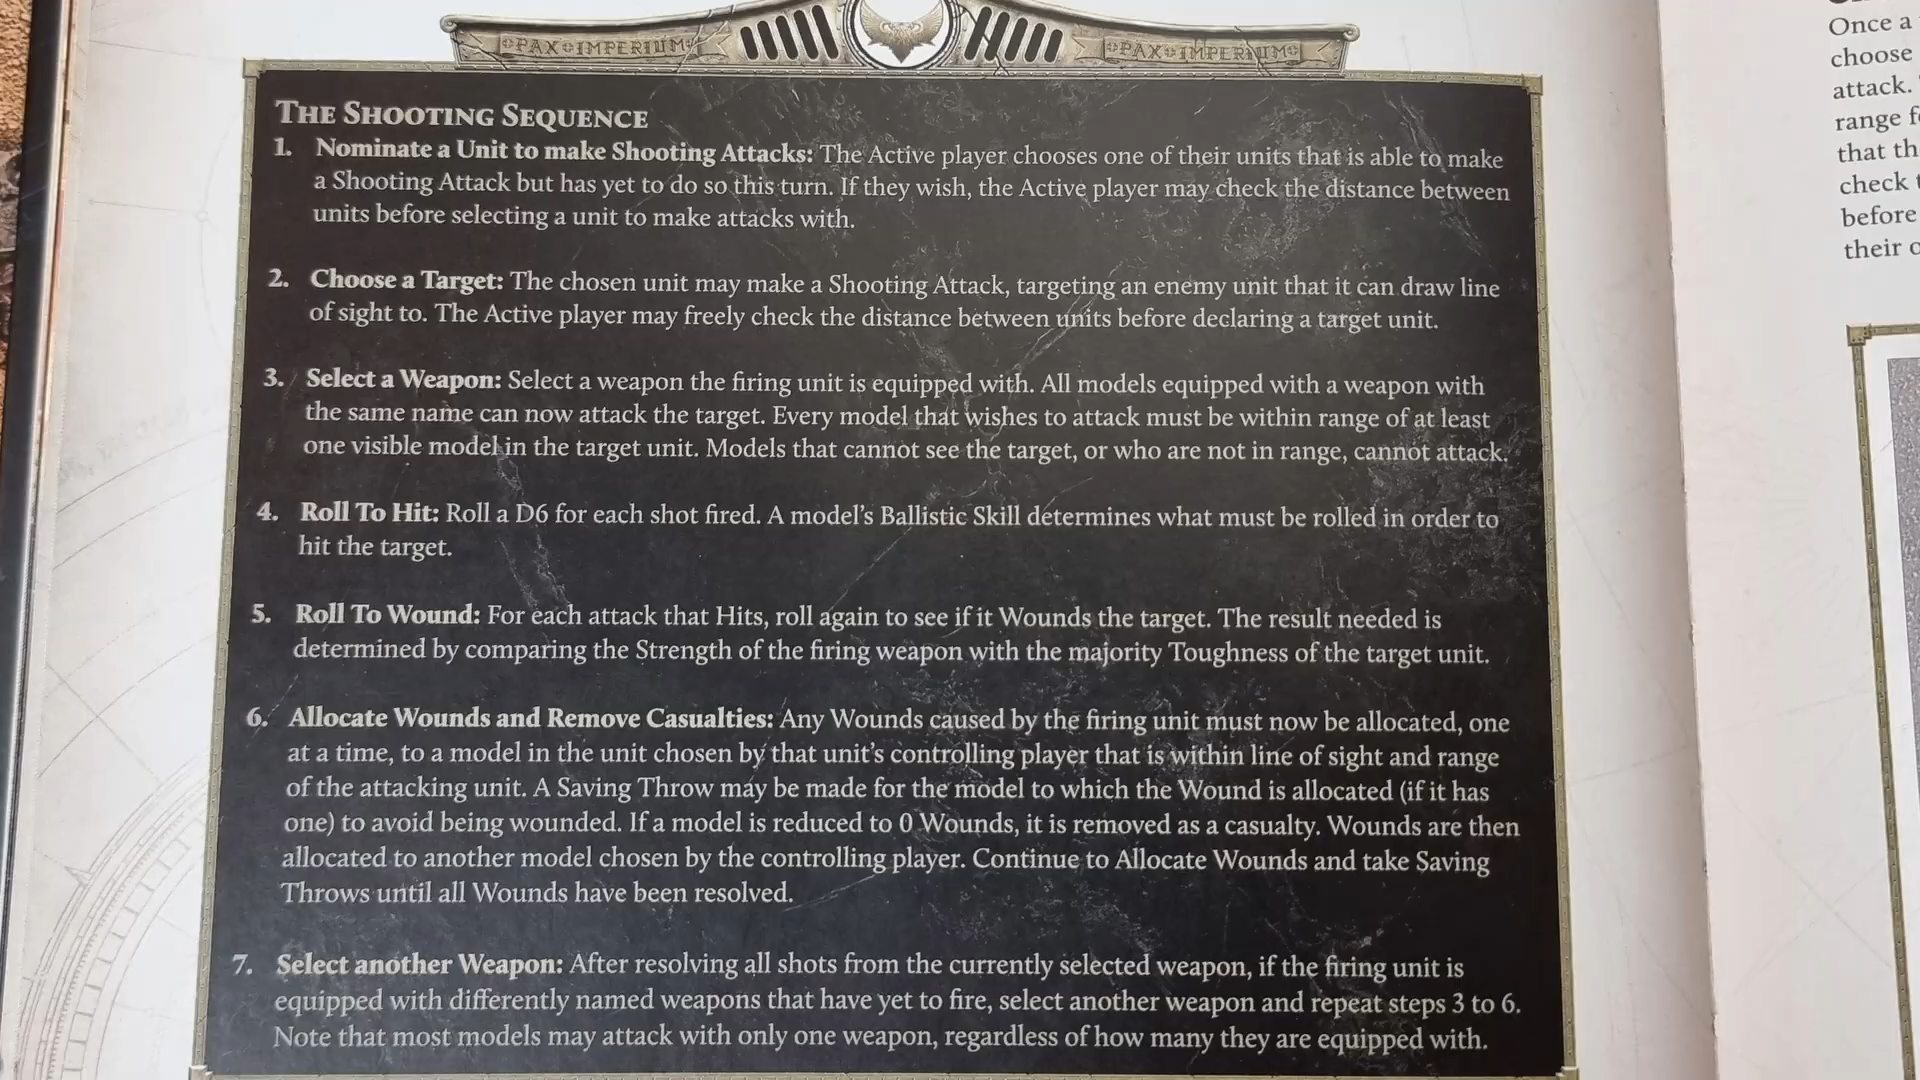 PAX IMPERIUM PAX IMPERIUM
THE SHOOTING SEQUENCE
1. Nominate a Unit to make Shooting Attacks: The Active player chooses one of their units that is able to make
a Shooting Attack but has yet to do so this turn. If they wish, the Active player may check the distance between
units before selecting a unit to make attacks with.
2. Choose a Target: The chosen unit may make a Shooting Attack, targeting an enemy unit that it can draw line
of sight to. The Active player may freely check the distance between units before declaring a target unit.
3. Select a Weapon: Select a weapon the firing unit is equipped with. All models equipped with a weapon with
the same name can now attack the target. Every model that wishes to attack must be within range of at least
one visible model in the target unit. Models that cannot see the target, or who are not in range, cannot attack.
4. Roll To Hit: Roll a D6 for each shot fired. A model's Ballistic Skill determines what must be rolled in order to
hit the target.
5. Roll To Wound: For each attack that Hits, roll again to see if it Wounds the target. The result needed is
determined by comparing the Strength of the firing weapon with the majority Toughness of the target unit.
6. Allocate Wounds and Remove Casualties: Any Wounds caused by the firing unit must now be allocated, one
at a time, to a model in the unit chosen by that unit's controlling player that is within line of sight and range
of the attacking unit. A Saving Throw may be made for the model to which the Wound is allocated (if it has
one) to avoid being wounded. If a model is reduced to 0 Wounds, it is removed as a casualty. Wounds are then
allocated to another model chosen by the controlling player. Continue to Allocate Wounds and take Saving
Throws until all Wounds have been resolved.
7. Select another Weapon: After resolving all shots from the currently selected weapon, if the firing unit is
equipped with differently named weapons that have yet to fire, select another weapon and repeat steps 3 to 6.
Note that most models may attack with only one weapon, regardless of how many they are equipped with.
Once a
choose
attack.
range
that
check
before
their